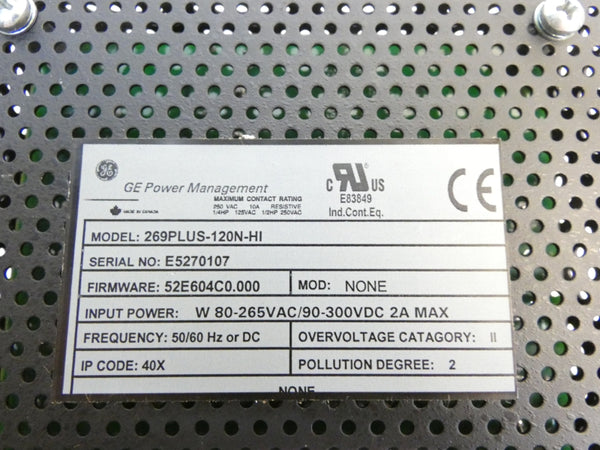 GE
GE Power Management
C UL US
E83849
Ind.Cont.Eq.
CE
MADE IN CANADA
MAXIMUM CONTACT RATING
250 VAC 10A RESISTIVE
1/4HP 125VAC 1/2HP 250VAC
MODEL: 269PLUS-120N-HI
SERIAL NO: E5270107
FIRMWARE: 52E604C0.000
MOD: NONE
INPUT POWER: W 80-265VAC/90-300VDC 2A MAX
FREQUENCY: 50/60 Hz or DC
OVERVOLTAGE CATAGORY: II
IP CODE: 40X
POLLUTION DEGREE: 2
NONE